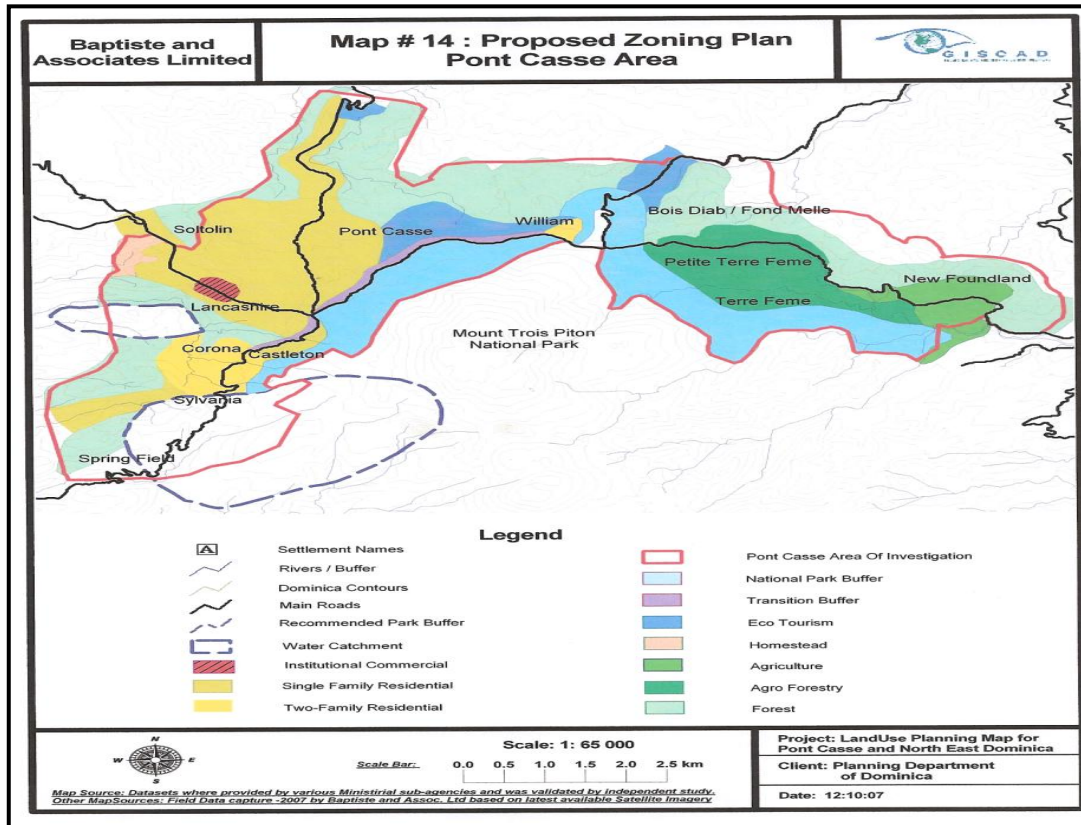 Baptiste and
Associates Limited
Map # 14 : Proposed Zoning Plan
Pont Casse Area
GISCAD
Soltolin
Pont Casse
William
Bois Diab / Fond Melle
Petite Terre Feme
New Foundland
Terre Feme
Lancashire
Mount Trois Piton
National Park
Corona
Castleton
Sylvania
Spring Field
Legend
A Settlement Names
Rivers / Buffer
Dominica Contours
Main Roads
Recommended Park Buffer
Water Catchment
Institutional Commercial
Single Family Residential
Two-Family Residential
Pont Casse Area Of Investigation
National Park Buffer
Transition Buffer
Eco Tourism
Homestead
Agriculture
Agro Forestry
Forest
N
W E
S
Scale: 1: 65 000
Scale Bar: 0.0 0.5 1.0 1.5 2.0 2.5 km
Map Source: Datasets where provided by various Ministirial sub-agencies and was validated by independent study.
Other MapSources: Field Data capture -2007 by Baptiste and Assoc. Ltd based on latest available Satellite Imagery
Project: LandUse Planning Map for
Pont Casse and North East Dominica
Client: Planning Department
of Dominica
Date: 12:10:07